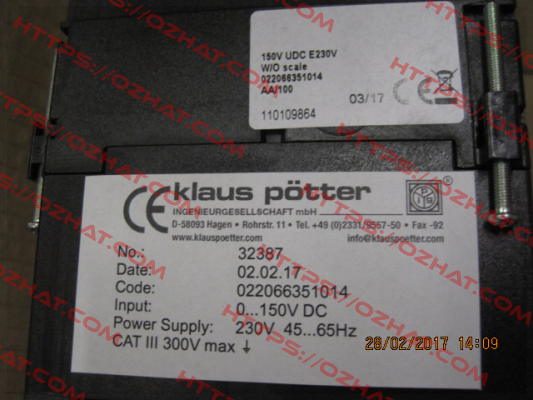 150V UDC E230V
W/O scale
022066351014
AA/100
03/17 CE
110109864
CE klaus pötter PITS ®
INGENIEURGESELLSCHAFT mbH
D-58093 Hagen • Rohrstr. 11 • Tel. +49 (0)2331/9557-50 • Fax -92
www.klauspoetter.com info@klauspoetter.com
No.: 32387
Date: 02.02.17
Code: 022066351014
Input: 0...150V DC
Power Supply: 230V 45...65Hz
CAT III 300V max
28/02/2017 14:09
HTTPS://OZHAT.COM